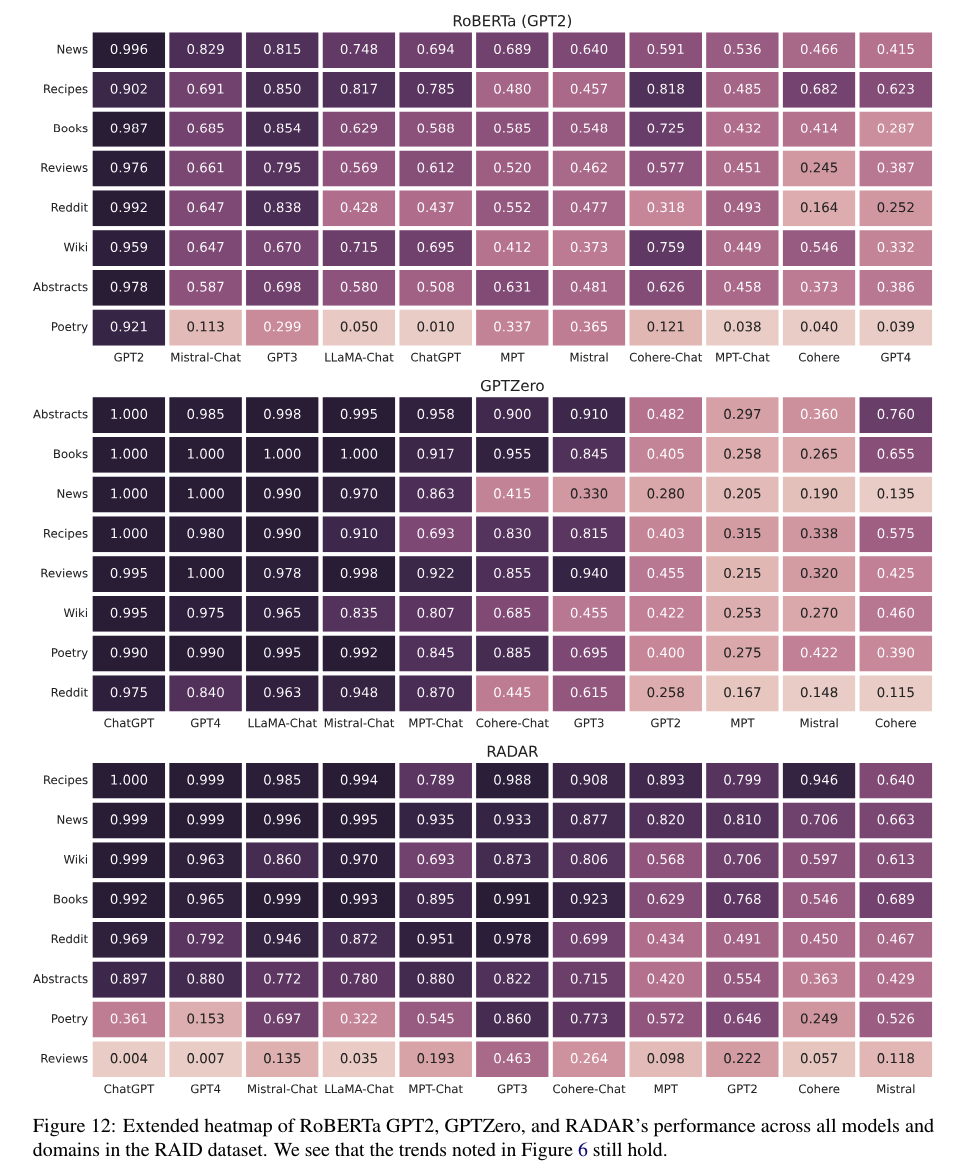 RoBERTa (GPT2)
News 0.996 0.829 0.815 0.748 0.694 0.689 0.640 0.591 0.536 0.466 0.415
Recipes 0.902 0.691 0.850 0.817 0.785 0.480 0.457 0.818 0.485 0.682 0.623
Books 0.987 0.685 0.854 0.629 0.588 0.585 0.548 0.725 0.432 0.414 0.287
Reviews 0.976 0.661 0.795 0.569 0.612 0.520 0.462 0.577 0.451 0.245 0.387
Reddit 0.992 0.647 0.838 0.428 0.437 0.552 0.477 0.318 0.493 0.164 0.252
Wiki 0.959 0.647 0.670 0.715 0.695 0.412 0.373 0.759 0.449 0.546 0.332
Abstracts 0.978 0.587 0.698 0.580 0.508 0.631 0.481 0.626 0.458 0.373 0.386
Poetry 0.921 0.113 0.299 0.050 0.010 0.337 0.365 0.121 0.038 0.040 0.039
GPT2 Mistral-Chat GPT3 LLaMA-Chat ChatGPT MPT Mistral Cohere-Chat MPT-Chat Cohere GPT4
GPTZero
Abstracts 1.000 0.985 0.998 0.995 0.958 0.900 0.910 0.482 0.297 0.360 0.760
Books 1.000 1.000 1.000 1.000 0.917 0.955 0.845 0.405 0.258 0.265 0.655
News 1.000 1.000 0.990 0.970 0.863 0.415 0.330 0.280 0.205 0.190 0.135
Recipes 1.000 0.980 0.990 0.910 0.693 0.830 0.815 0.403 0.315 0.338 0.575
Reviews 0.995 1.000 0.978 0.998 0.922 0.855 0.940 0.455 0.215 0.320 0.425
Wiki 0.995 0.975 0.965 0.835 0.807 0.685 0.455 0.422 0.253 0.270 0.460
Poetry 0.990 0.990 0.995 0.992 0.845 0.885 0.695 0.400 0.275 0.422 0.390
Reddit 0.975 0.840 0.963 0.948 0.870 0.445 0.615 0.258 0.167 0.148 0.115
ChatGPT GPT4 LLaMA-Chat Mistral-Chat MPT-Chat Cohere-Chat GPT3 GPT2 MPT Mistral Cohere
RADAR
Recipes 1.000 0.999 0.985 0.994 0.789 0.988 0.908 0.893 0.799 0.946 0.640
News 0.999 0.999 0.996 0.995 0.935 0.933 0.877 0.820 0.810 0.706 0.663
Wiki 0.999 0.963 0.860 0.970 0.693 0.873 0.806 0.568 0.706 0.597 0.613
Books 0.992 0.965 0.999 0.993 0.895 0.991 0.923 0.629 0.768 0.546 0.689
Reddit 0.969 0.792 0.946 0.872 0.951 0.978 0.699 0.434 0.491 0.450 0.467
Abstracts 0.897 0.880 0.772 0.780 0.880 0.822 0.715 0.420 0.554 0.363 0.429
Poetry 0.361 0.153 0.697 0.322 0.545 0.860 0.773 0.572 0.646 0.249 0.526
Reviews 0.004 0.007 0.135 0.035 0.193 0.463 0.264 0.098 0.222 0.057 0.118
ChatGPT GPT4 Mistral-Chat LLaMA-Chat MPT-Chat GPT3 Cohere-Chat MPT GPT2 Cohere Mistral
Figure 12: Extended heatmap of RoBERTa GPT2, GPTZero, and RADAR's performance across all models and
domains in the RAID dataset. We see that the trends noted in Figure 6 still hold.